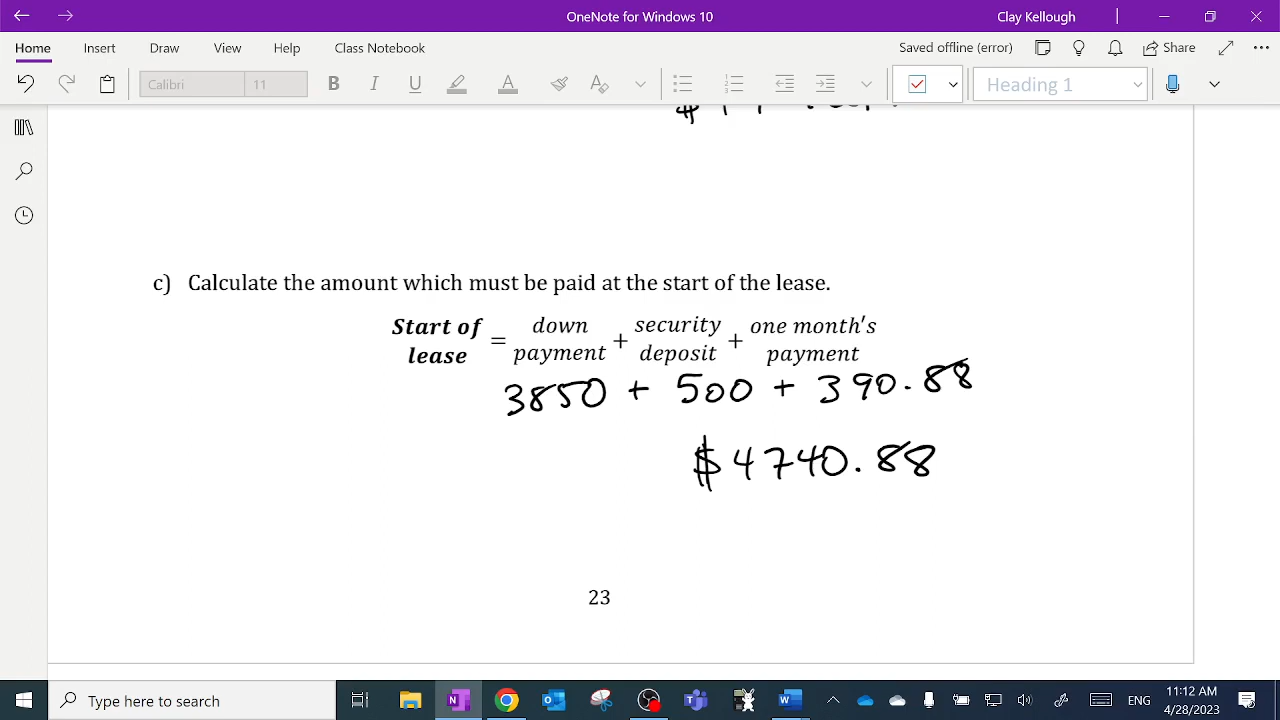 OneNote for Windows 10
Clay Kellough
Home Insert Draw View Help Class Notebook
Saved offline (error)
Share
Calibri 11
B I U A
Heading 1
c) Calculate the amount which must be paid at the start of the lease.
Start of lease = down payment + security deposit + one month's payment
3850 + 500 + 390.88
$4740.88
23
Type here to search
ENG
11:12 AM
4/28/2023